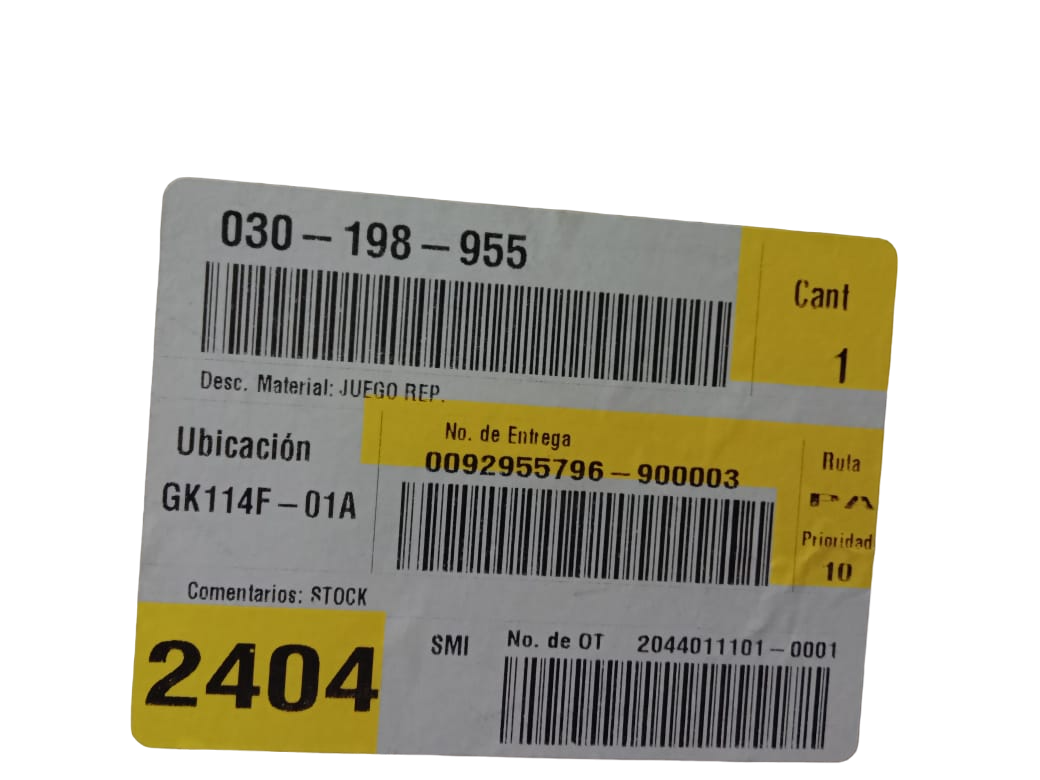 030-198-955
Cant
1
Desc. Material: JUEGO REP.
Ubicación
GK114F-01A
No. de Entrega
0092955796-900003
Ruta
PA
Prioridad
10
Comentarios: STOCK
2404
SMI
No. de OT 2044011101-0001